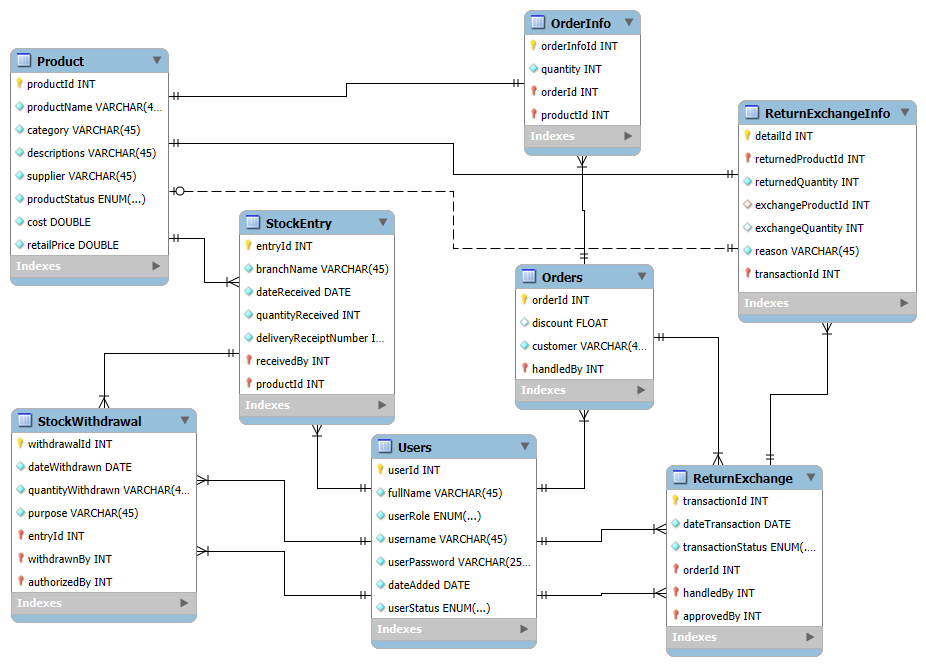 Product
productId INT
productName VARCHAR(4...
category VARCHAR(45)
descriptions VARCHAR(45)
supplier VARCHAR(45)
productStatus ENUM(...)
cost DOUBLE
retailPrice DOUBLE
Indexes
OrderInfo
orderInfoId INT
quantity INT
orderId INT
productId INT
Indexes
ReturnExchangeInfo
detailId INT
returnedProductId INT
returnedQuantity INT
exchangeProductId INT
exchangeQuantity INT
reason VARCHAR(45)
transactionId INT
Indexes
StockEntry
entryId INT
branchName VARCHAR(45)
dateReceived DATE
quantityReceived INT
deliveryReceiptNumber I...
receivedBy INT
productId INT
Indexes
Orders
orderId INT
discount FLOAT
customer VARCHAR(4...
handledBy INT
Indexes
StockWithdrawal
withdrawalId INT
dateWithdrawn DATE
quantityWithdrawn VARCHAR(4...
purpose VARCHAR(45)
entryId INT
withdrawnBy INT
authorizedBy INT
Indexes
Users
userId INT
fullName VARCHAR(45)
userRole ENUM(...)
username VARCHAR(45)
userPassword VARCHAR(25...
dateAdded DATE
userStatus ENUM(...)
Indexes
ReturnExchange
transactionId INT
dateTransaction DATE
transactionStatus ENUM(...
orderId INT
handledBy INT
approvedBy INT
Indexes